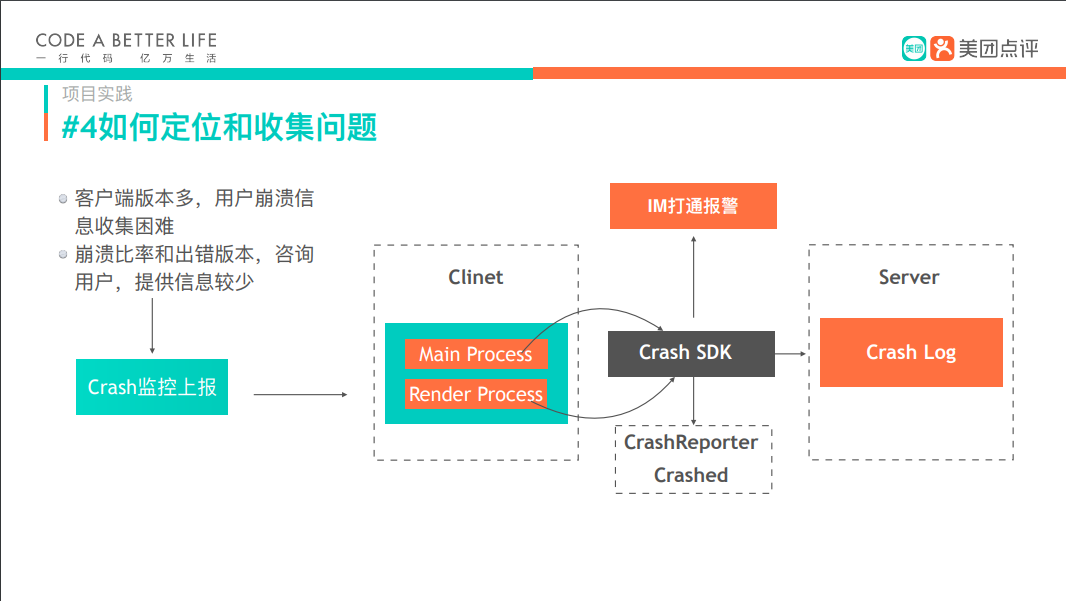 CODE A BETTER LIFE
一行代码 亿万生活
美团
美团点评
项目实践
#4如何定位和收集问题
客户端版本多，用户崩溃信
息收集困难
崩溃比率和出错版本，咨询
用户，提供信息较少
Crash监控上报
Clinet
Main Process
Render Process
IM打通报警
Crash SDK
CrashReporter
Crashed
Server
Crash Log